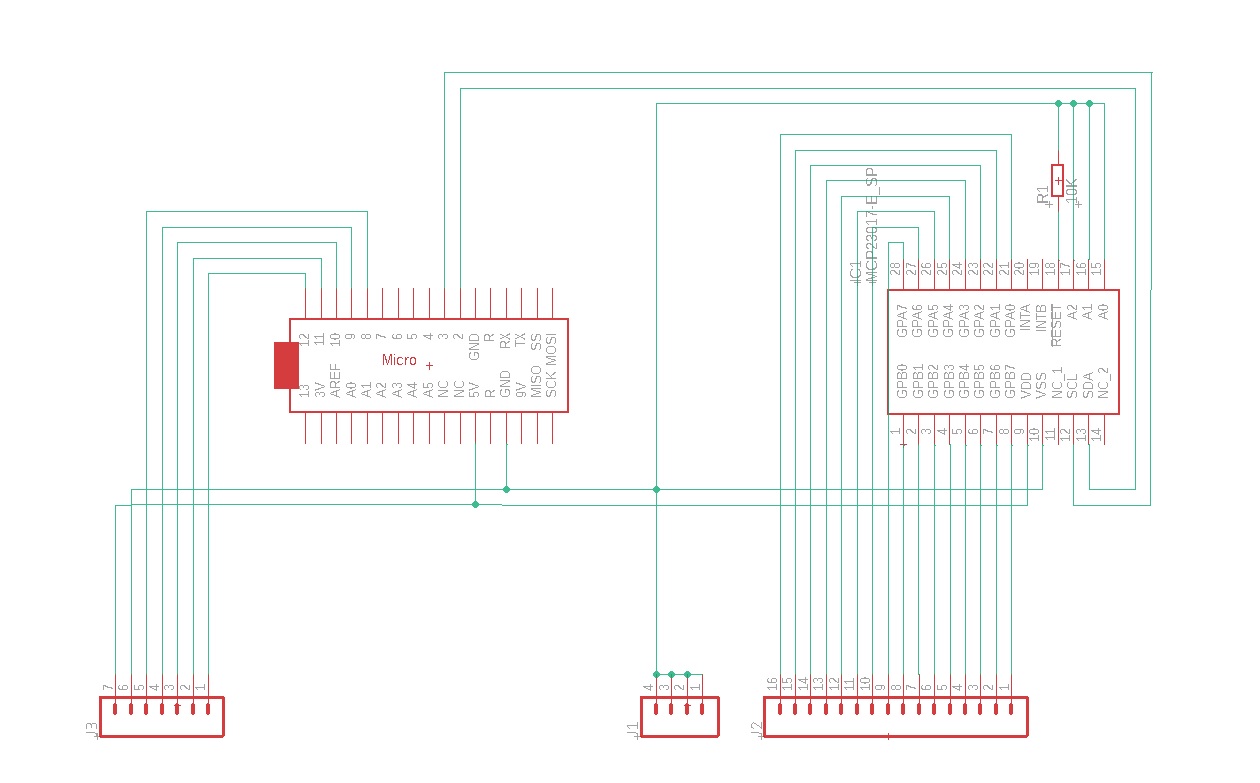 12 11 10 9 8 7 6 5 4 3 2 GND R RX TX SS MOSI
Micro
13 3V AREF A0 A1 A2 A3 A4 A5 NC NC 5V R GND 9V MISO SCK
R1
10K
IC1
MCP23017-E_SP
28 27 26 25 24 23 22 21 20 19 18 17 16 15
GPA7 GPA6 GPA5 GPA4 GPA3 GPA2 GPA1 GPA0 INTA INTB RESET A2 A1 A0
GPB0 GPB1 GPB2 GPB3 GPB4 GPB5 GPB6 GPB7 VDD VSS NC_1 SCL SDA NC_2
1 2 3 4 5 6 7 8 9 10 11 12 13 14
7 6 5 4 3 2 1
J3
4 3 2 1
J1
16 15 14 13 12 11 10 9 8 7 6 5 4 3 2 1
J2